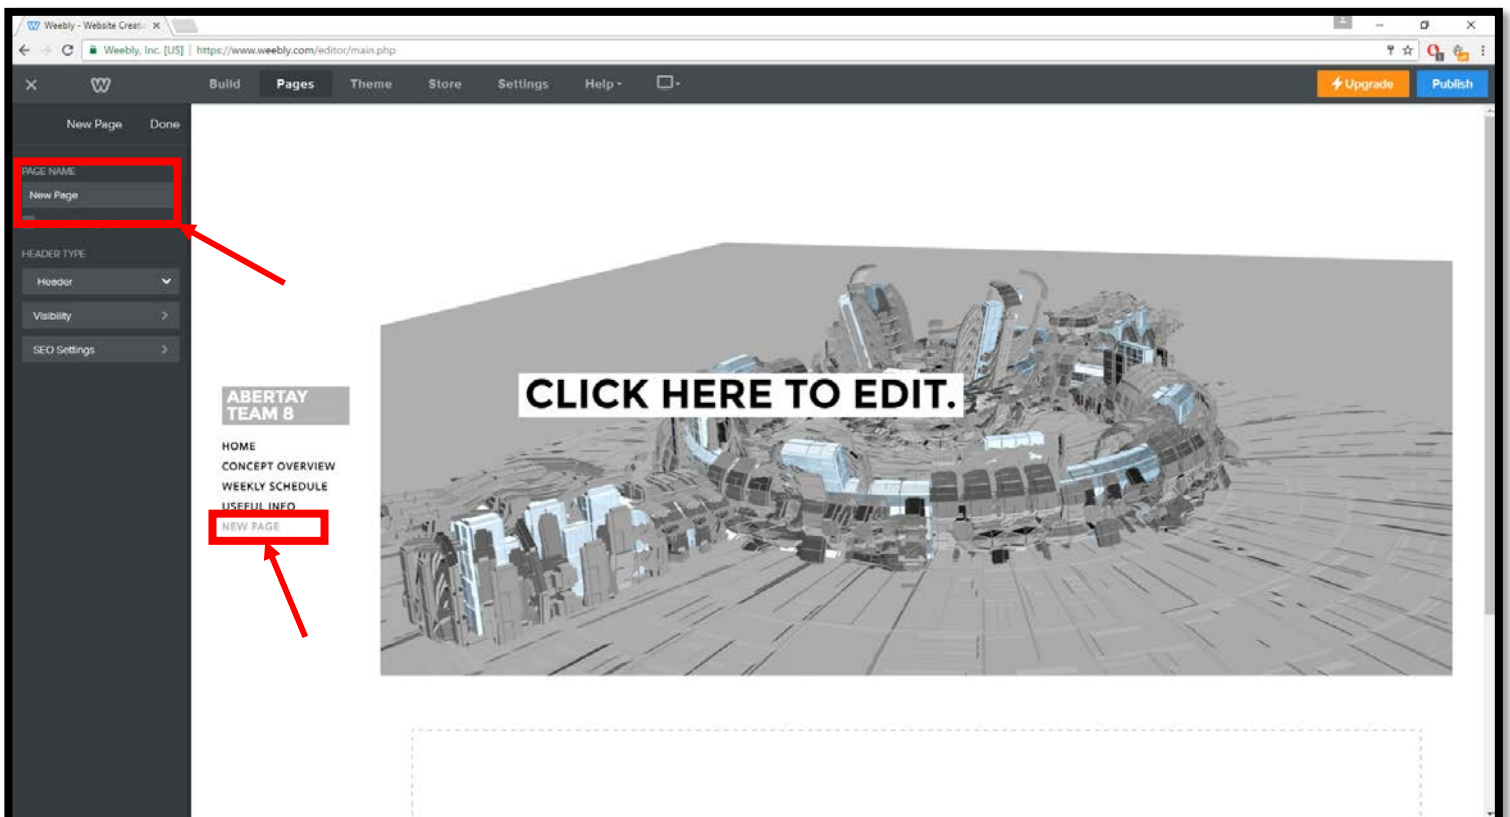 Weebly - Website Creati
Weebly, Inc. [US] | https://www.weebly.com/editor/main.php
Build Pages Theme Store Settings Help Upgrade Publish
New Page Done
PAGE NAME
New Page
HEADER TYPE
Header
Visibility
SEO Settings
ABERTAY
TEAM 8
HOME
CONCEPT OVERVIEW
WEEKLY SCHEDULE
USEFUL INFO
NEW PAGE
CLICK HERE TO EDIT.